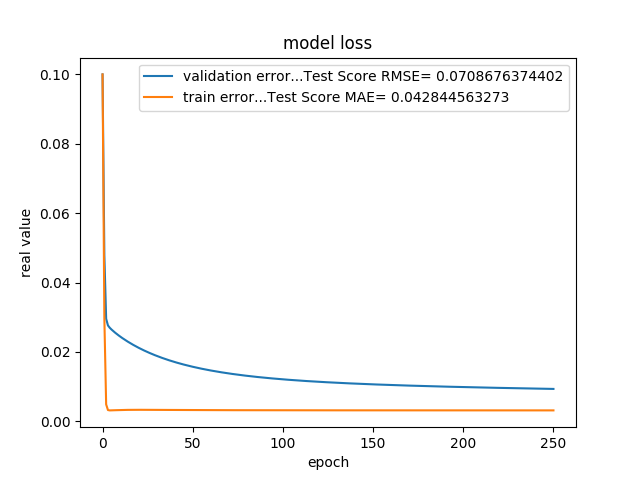 model loss
validation error...Test Score RMSE= 0.0708676374402
train error...Test Score MAE= 0.042844563273
real value
0.10
0.08
0.06
0.04
0.02
0.00
0
50
100
150
200
250
epoch